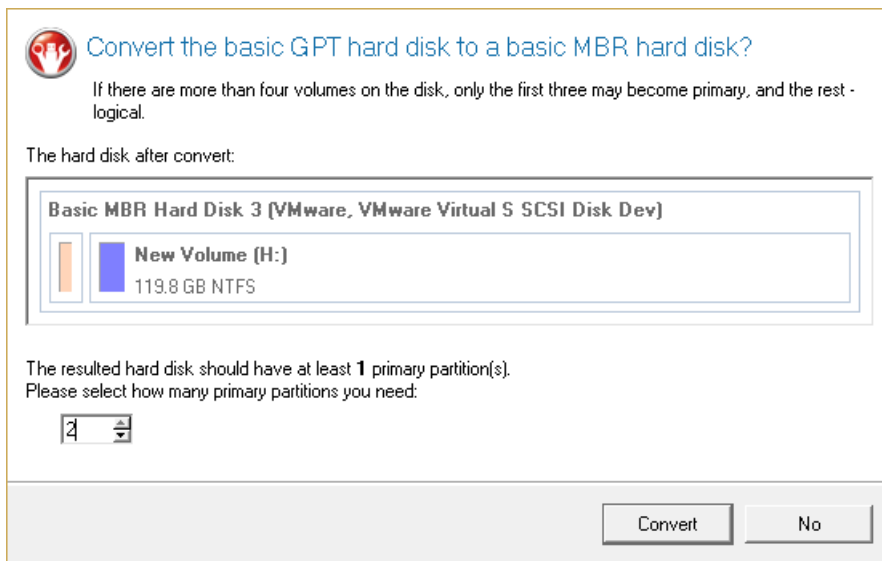 Convert the basic GPT hard disk to a basic MBR hard disk?
If there are more than four volumes on the disk, only the first three may become primary, and the rest -
logical.
The hard disk after convert:
Basic MBR Hard Disk 3 (VMware, VMware Virtual S SCSI Disk Dev)
New Volume (H:)
119.8 GB NTFS
The resulted hard disk should have at least 1 primary partition(s).
Please select how many primary partitions you need:
2
Convert
No